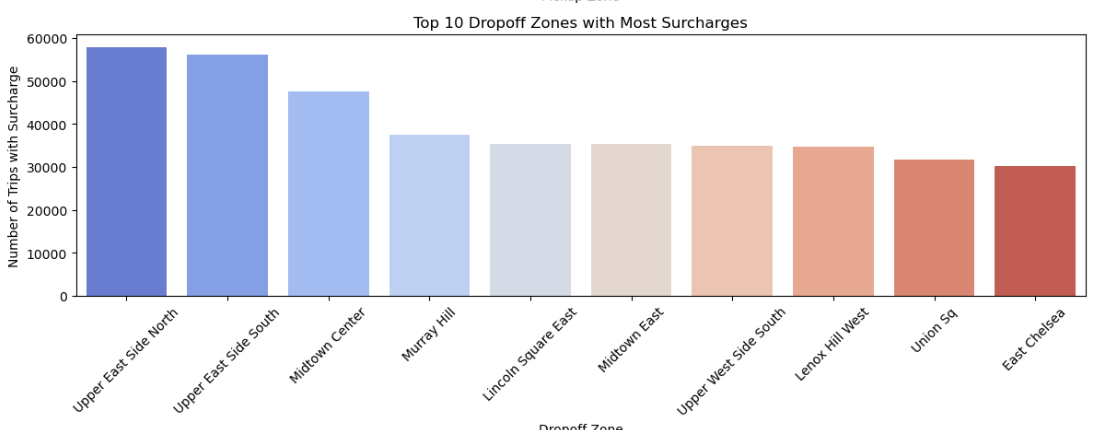 Pickup Zone
Top 10 Dropoff Zones with Most Surcharges
Number of Trips with Surcharge
60000
50000
40000
30000
20000
10000
0
Upper East Side North
Upper East Side South
Midtown Center
Murray Hill
Lincoln Square East
Midtown East
Upper West Side South
Lenox Hill West
Union Sq
East Chelsea
Dropoff Zone